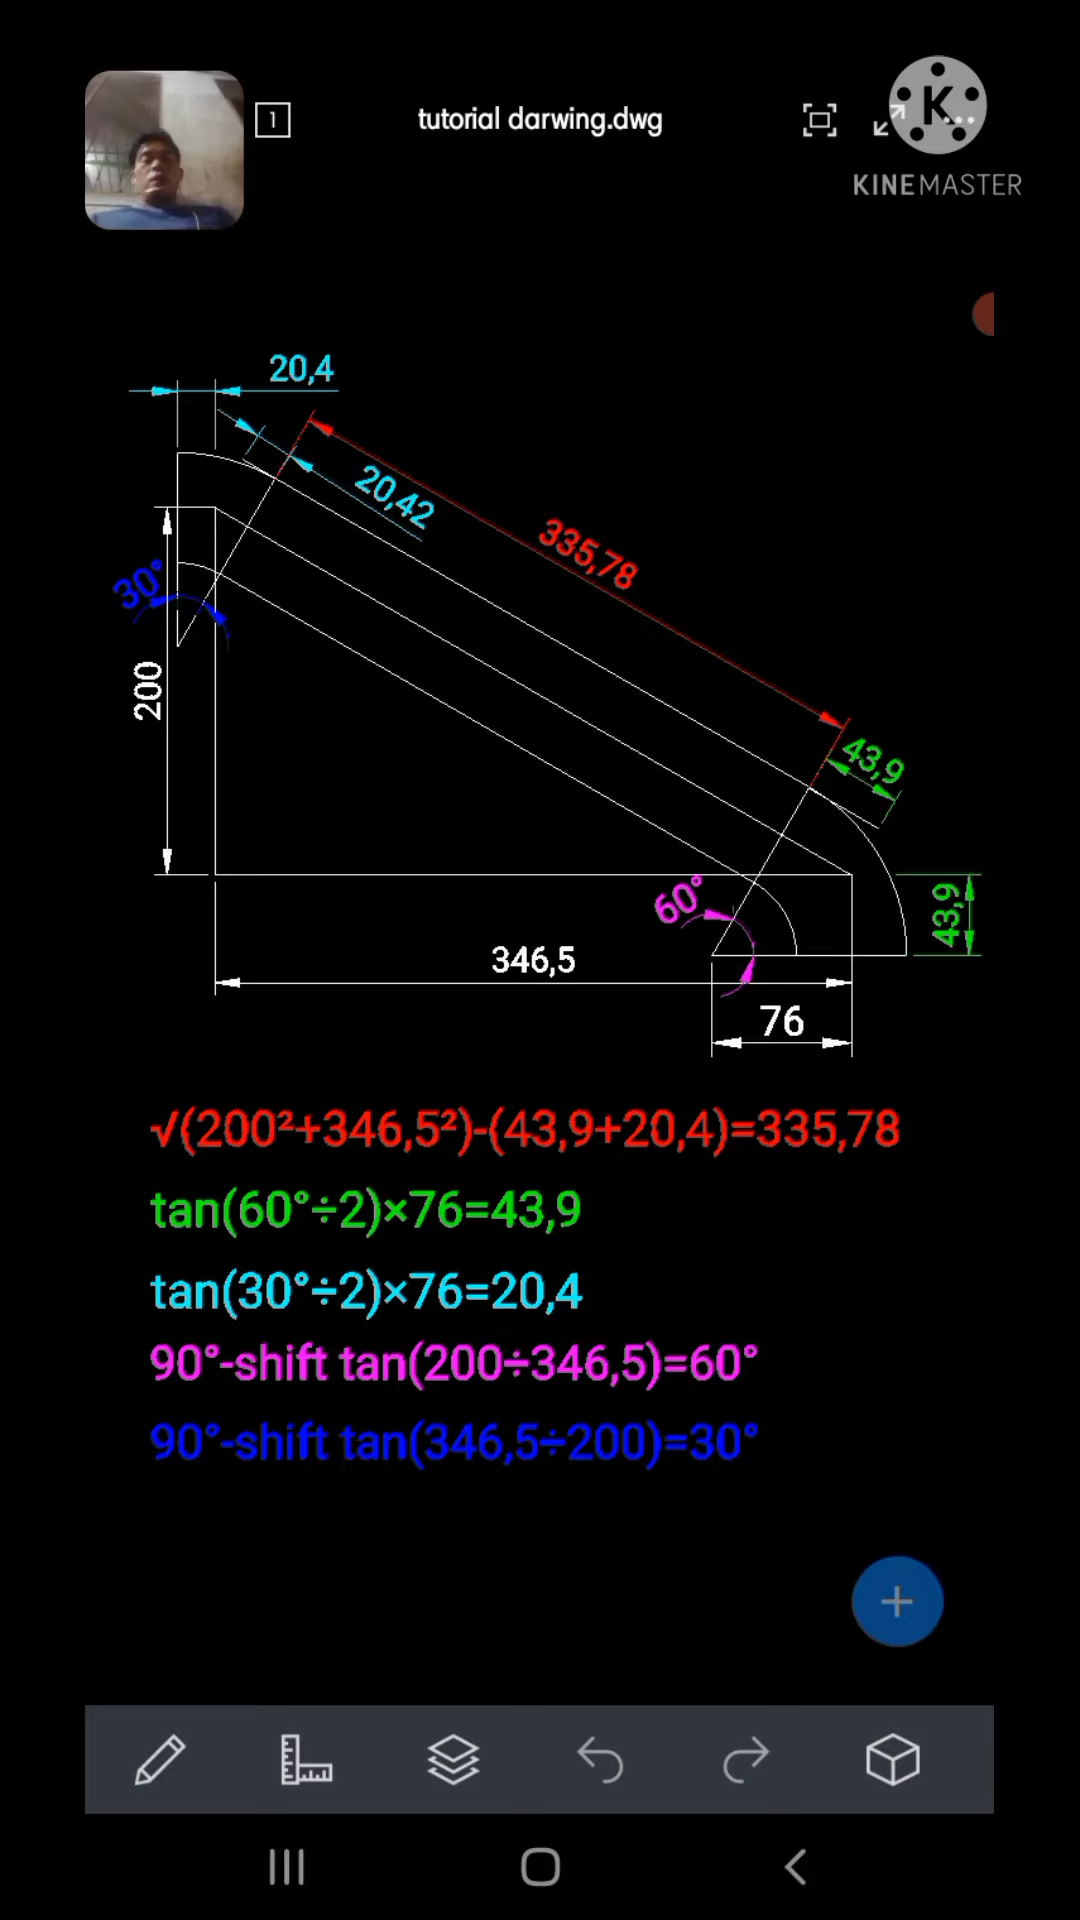 1
tutorial darwing.dwg
K
KINEMASTER
20,4
20,42
335,78
30°
200
43,9
43,9
60°
346,5
76
√(200²+346,5²)-(43,9+20,4)=335,78
tan(60°÷2)×76=43,9
tan(30°÷2)×76=20,4
90°-shift tan(200÷346,5)=60°
90°-shift tan(346,5÷200)=30°